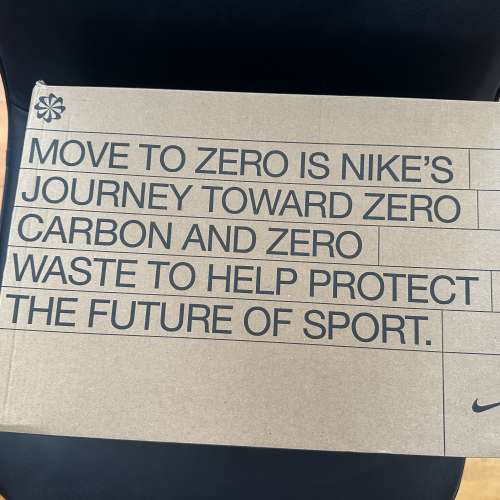 MOVE TO ZERO IS NIKE'S
JOURNEY TOWARD ZERO
CARBON AND ZERO
WASTE TO HELP PROTECT
THE FUTURE OF SPORT.